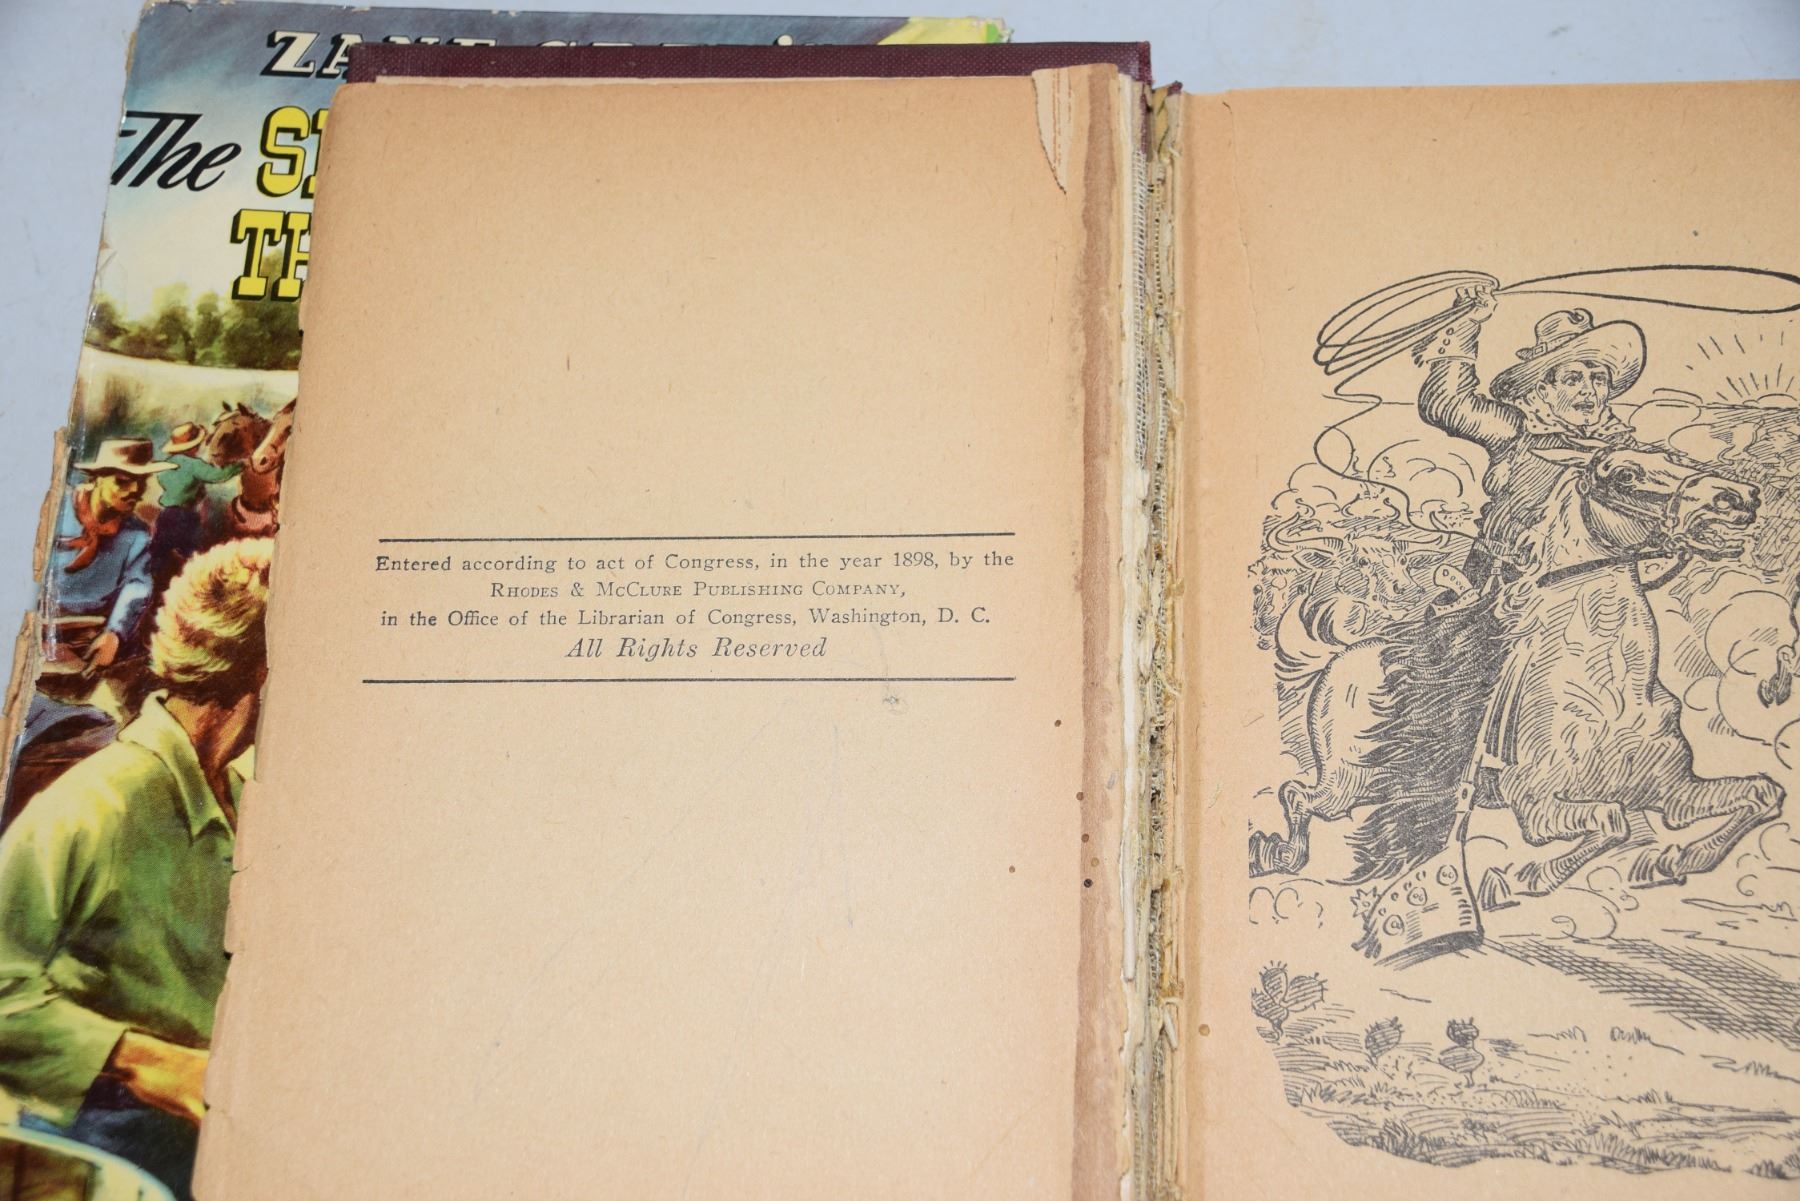 The
Entered according to act of Congress, in the year 1898, by the
RHODES & MCCLURE PUBLISHING COMPANY,
in the Office of the Librarian of Congress, Washington, D. C.
All Rights Reserved